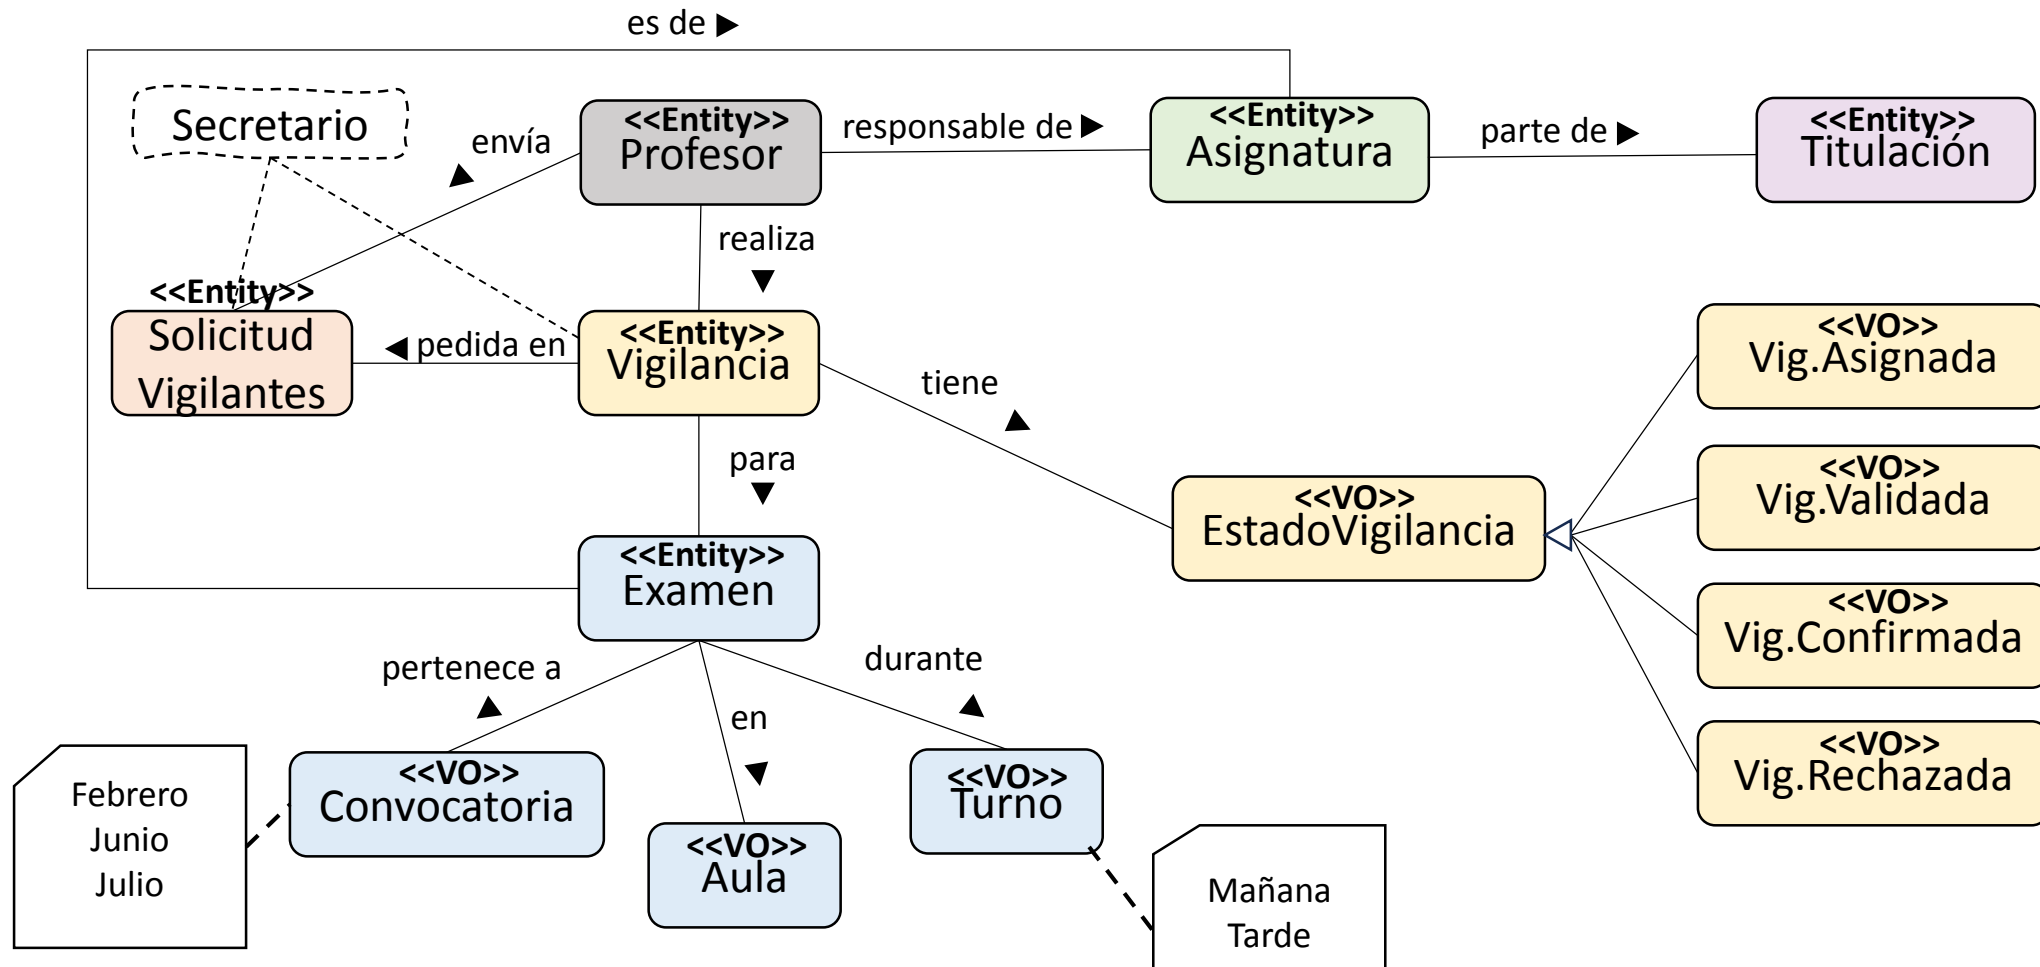 es de ►
Secretario
envía
<<Entity>>
Profesor
responsable de ►
<<Entity>>
Asignatura
parte de ►
<<Entity>>
Titulación
realiza
<<Entity>>
Solicitud
Vigilantes
◄ pedida en
<<Entity>>
Vigilancia
tiene
<<VO>>
Vig.Asignada
para
<<VO>>
EstadoVigilancia
<<VO>>
Vig.Validada
<<Entity>>
Examen
<<VO>>
Vig.Confirmada
pertenece a
en
durante
<<VO>>
Vig.Rechazada
Febrero
Junio
Julio
<<VO>>
Convocatoria
<<VO>>
Aula
<<VO>>
Turno
Mañana
Tarde